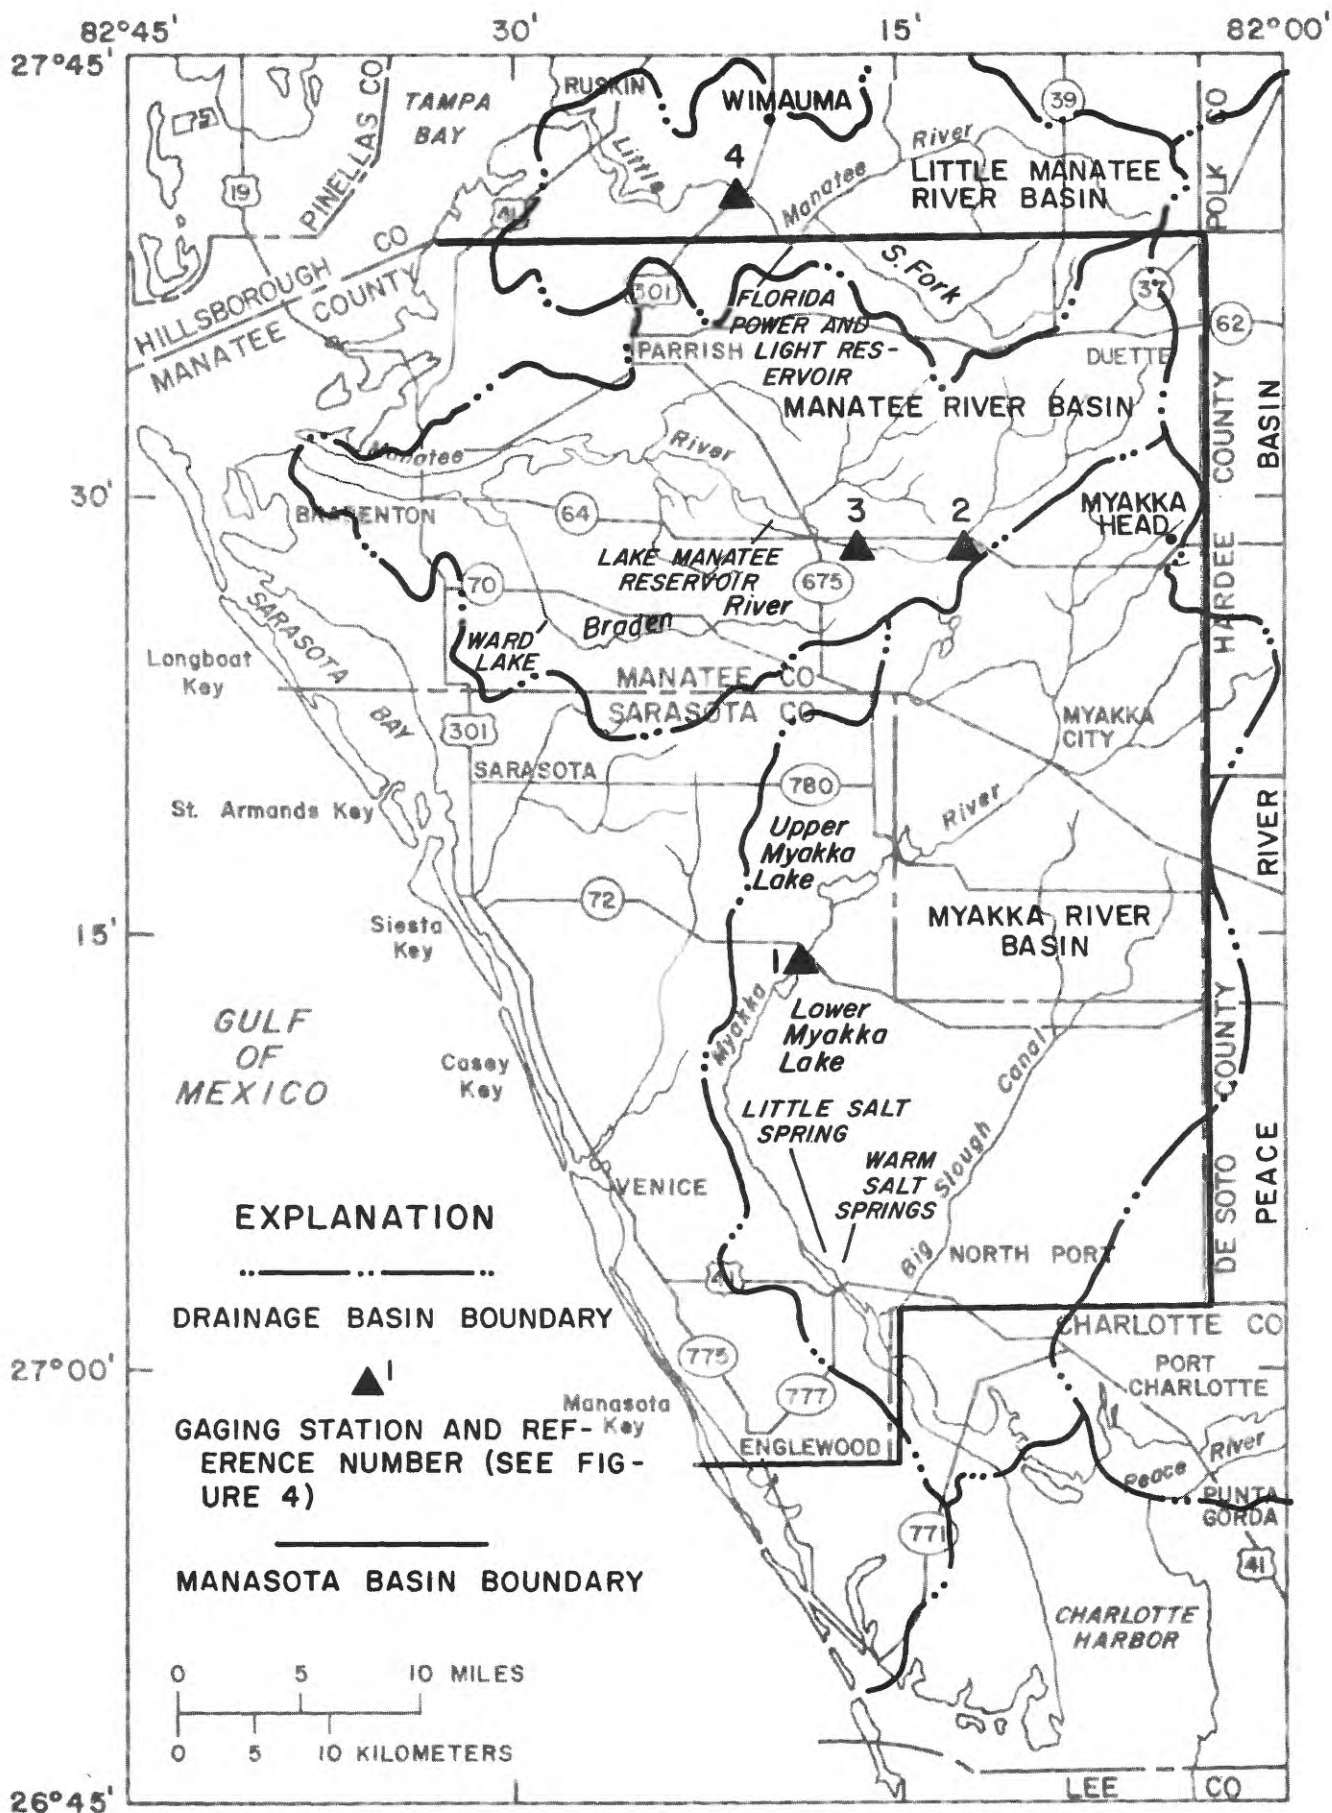 82°45'
30'
15'
82°00'
27°45'
PINELLAS CO
TAMPA
BAY
RUSKIN
WIMAUMA
39
POLK CO
19
41
Little
4
Manatee
River
LITTLE MANATEE
RIVER BASIN
HILLSBOROUGH CO
MANATEE COUNTY
301
S. Fork
37
FLORIDA
POWER AND
LIGHT RES-
ERVOIR
62
PARRISH
DUETTE
MANATEE RIVER BASIN
HARDEE COUNTY
BASIN
Manatee
River
30'
BRADENTON
64
3
2
MYAKKA
HEAD
LAKE MANATEE
RESERVOIR
70
675
Braden
River
WARD
LAKE
SARASOTA
BAY
Longboat
Key
MANATEE CO
SARASOTA CO
301
MYAKKA
CITY
SARASOTA
780
River
RIVER
St. Armands Key
Upper
Myakka
Lake
72
MYAKKA RIVER
BASIN
15'
Siesta
Key
1
Myakka
Lower
Myakka
Lake
GULF
OF
MEXICO
Casey
Key
Big Slough Canal
DE SOTO COUNTY
PEACE
LITTLE SALT
SPRING
WARM
SALT
SPRINGS
VENICE
NORTH PORT
41
EXPLANATION
DRAINAGE BASIN BOUNDARY
CHARLOTTE CO
27°00'
1
775
777
PORT
CHARLOTTE
Manasota
Key
GAGING STATION AND REF-
ERENCE NUMBER (SEE FIG-
URE 4)
ENGLEWOOD
Peace
River
PUNTA
GORDA
771
41
MANASOTA BASIN BOUNDARY
CHARLOTTE
HARBOR
0 5 10 MILES
0 5 10 KILOMETERS
26°45'
LEE CO